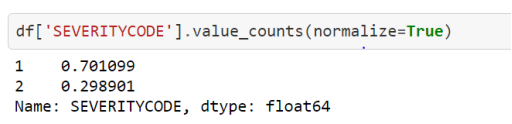 df['SEVERITYCODE'].value_counts(normalize=True)
1    0.701099
2    0.298901
Name: SEVERITYCODE, dtype: float64